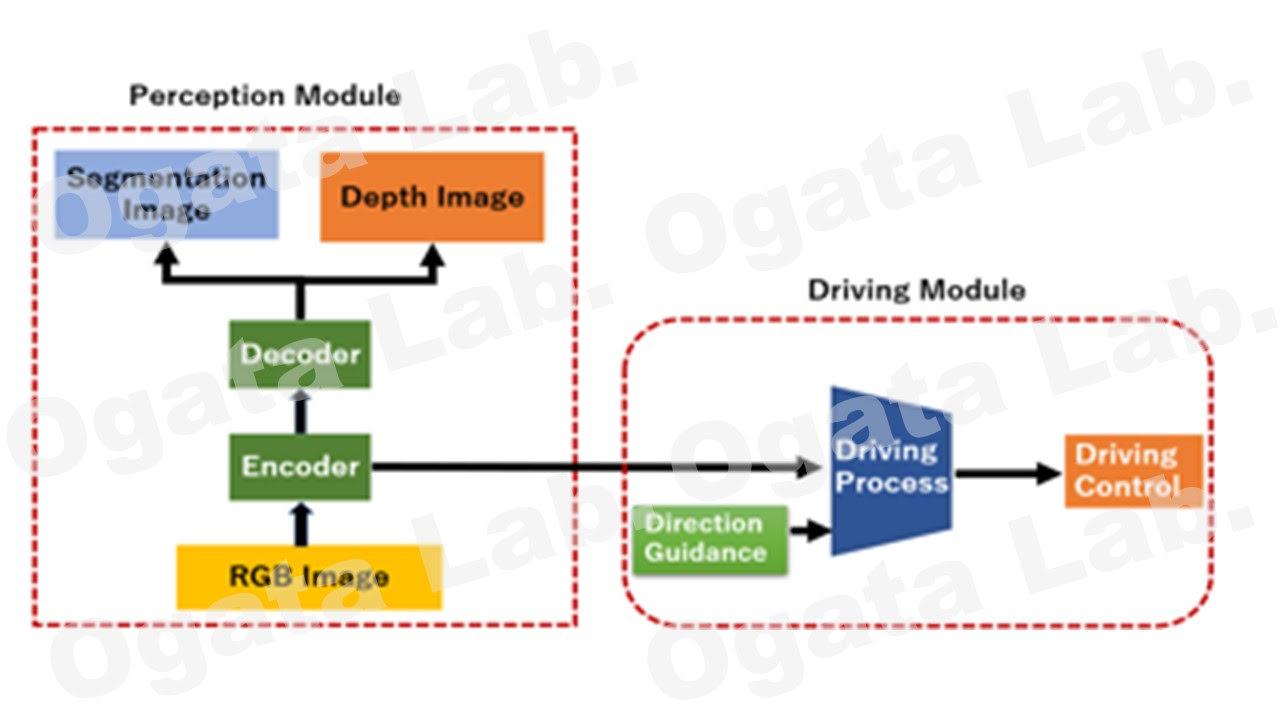 Perception Module
Segmentation
Image
Depth Image
Decoder
Encoder
RGB Image
Driving Module
Driving
Process
Direction
Guidance
Driving
Control
Ogata Lab.
Ogata Lab.
Ogata Lab.
Ogata Lab.
Ogata Lab.
Ogata Lab.